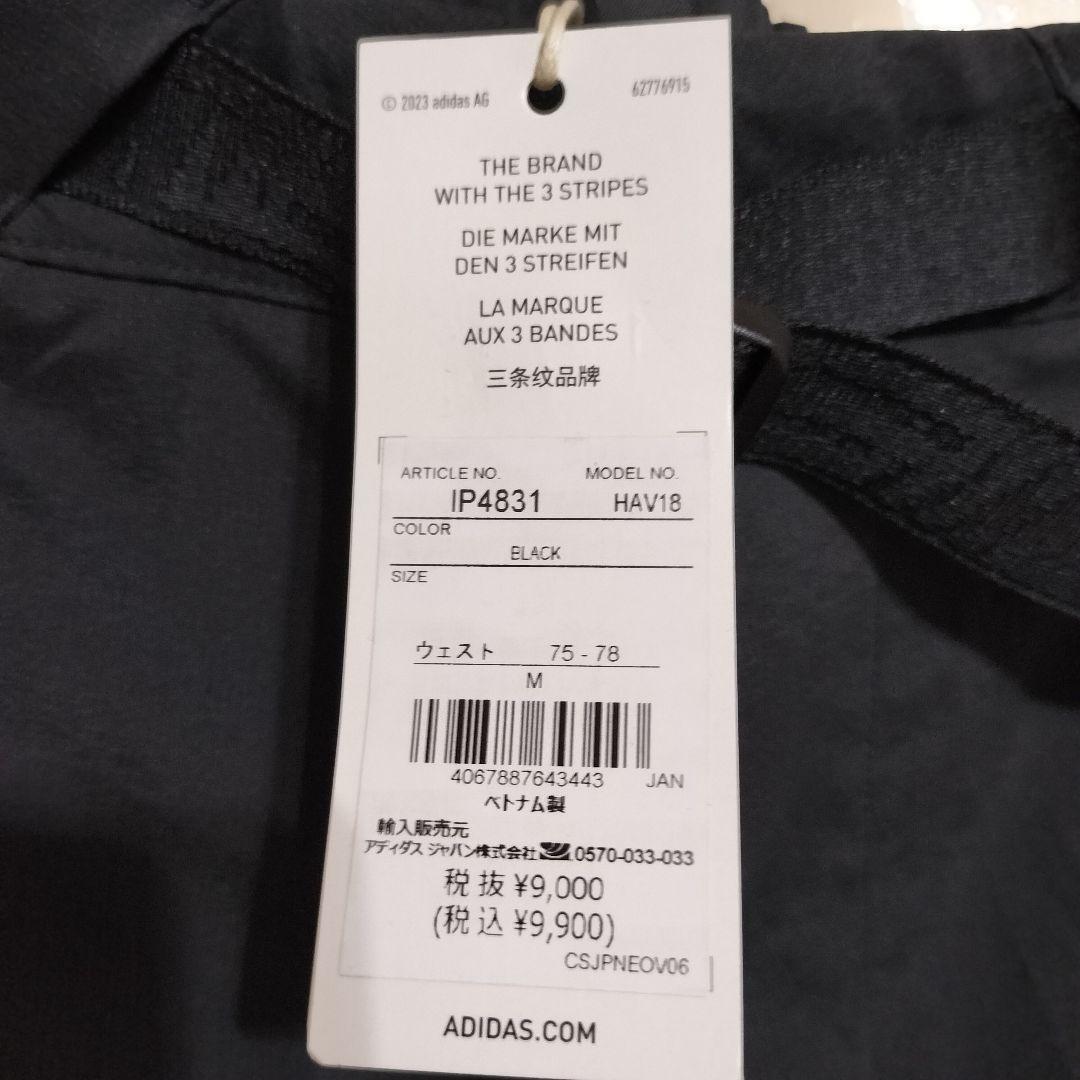 © 2023 adidas AG
62776915
THE BRAND
WITH THE 3 STRIPES
DIE MARKE MIT
DEN 3 STREIFEN
LA MARQUE
AUX 3 BANDES
三条纹品牌
ARTICLE NO. MODEL NO.
IP4831 HAV18
COLOR
BLACK
SIZE
ウェスト 75 - 78
M
4067887643443 JAN
ベトナム製
輸入販売元
アディダス ジャパン株式会社 0570-033-033
税 抜 ¥9,000
(税 込 ¥9,900)
CSJPNEOV06
ADIDAS.COM